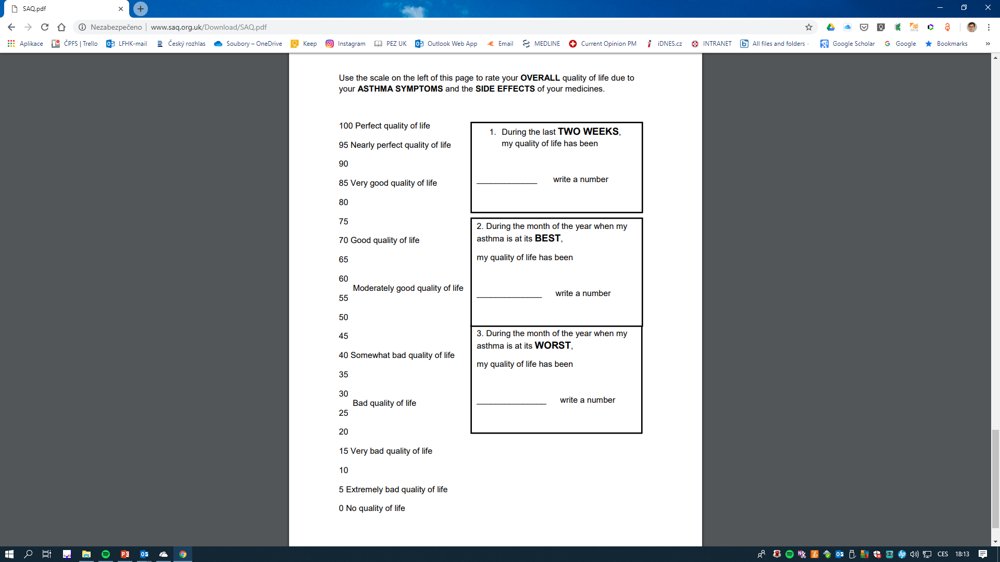 SAQ.pdf
Nezabezpečeno www.saq.org.uk/Download/SAQ.pdf
Aplikace ČPFS | Trello LFHK-mail Český rozhlas Soubory – OneDrive Keep Instagram PEZ UK Outlook Web App Email MEDLINE Current Opinion PM iDNES.cz INTRANET All files and folders - Google Scholar Google Bookmarks »
Use the scale on the left of this page to rate your OVERALL quality of life due to
your ASTHMA SYMPTOMS and the SIDE EFFECTS of your medicines.
100 Perfect quality of life
95 Nearly perfect quality of life
90
85 Very good quality of life
80
75
70 Good quality of life
65
60
Moderately good quality of life
55
50
45
40 Somewhat bad quality of life
35
30
Bad quality of life
25
20
15 Very bad quality of life
10
5 Extremely bad quality of life
0 No quality of life
1. During the last TWO WEEKS,
my quality of life has been
_____________ write a number
2. During the month of the year when my
asthma is at its BEST,
my quality of life has been
______________ write a number
3. During the month of the year when my
asthma is at its WORST,
my quality of life has been
_______________ write a number
CES 18:13